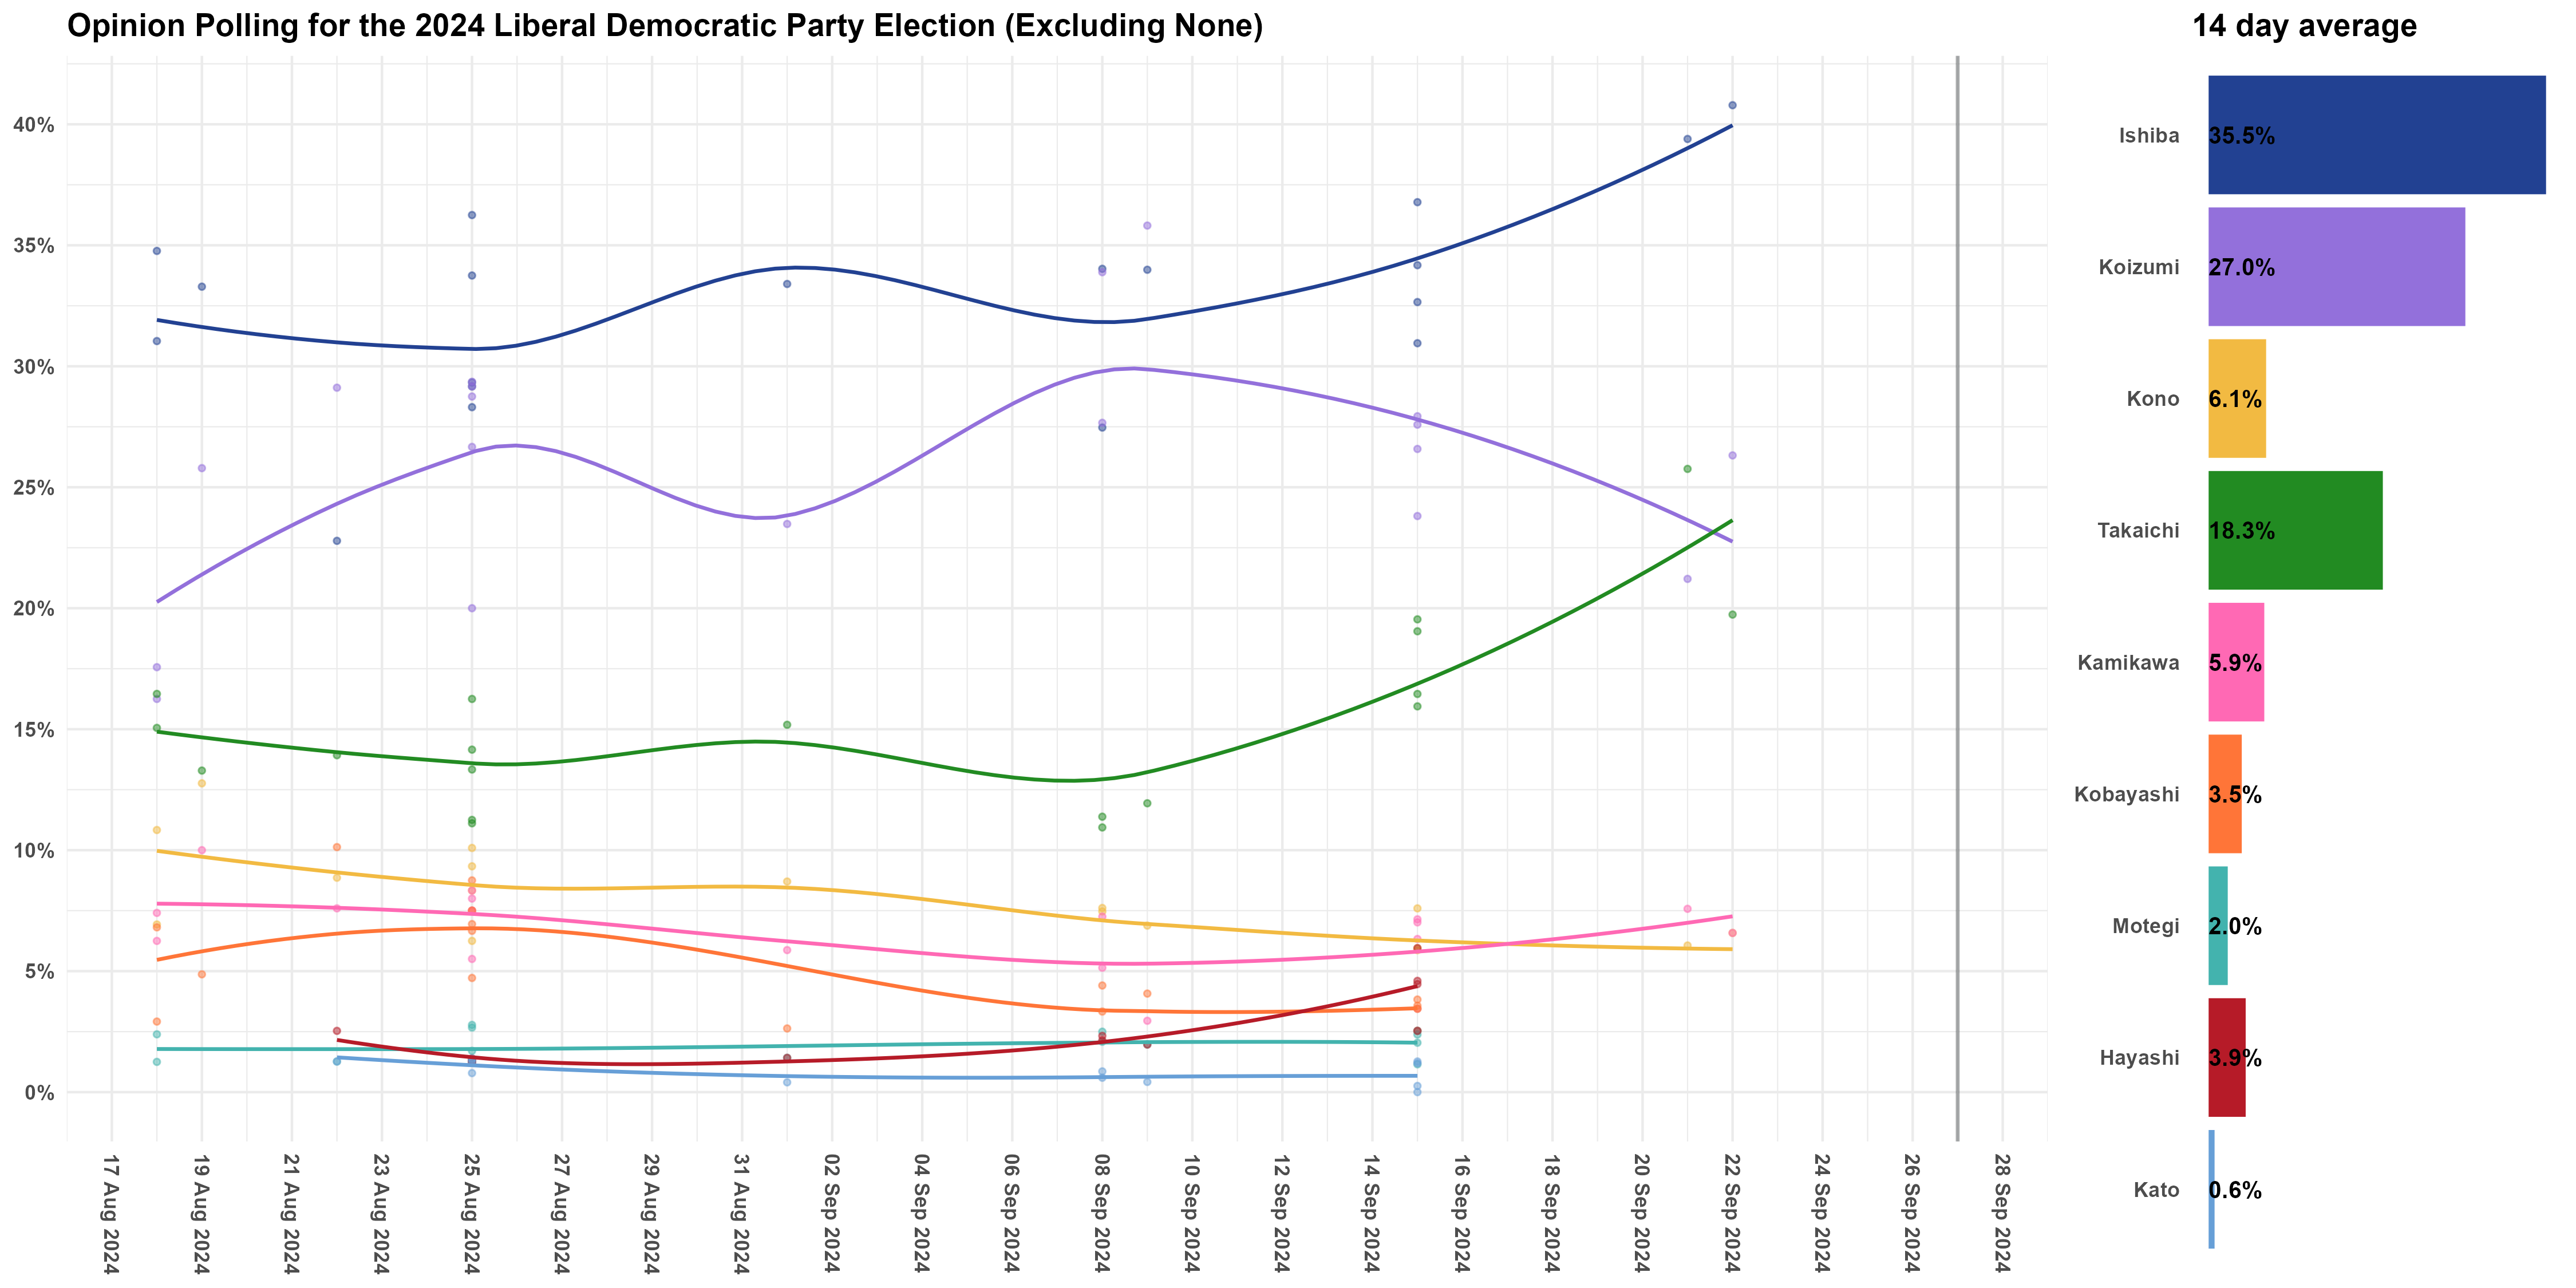 Opinion Polling for the 2024 Liberal Democratic Party Election (Excluding None)
40%
35%
30%
25%
20%
15%
10%
5%
0%
17 Aug 2024
19 Aug 2024
21 Aug 2024
23 Aug 2024
25 Aug 2024
27 Aug 2024
29 Aug 2024
31 Aug 2024
02 Sep 2024
04 Sep 2024
06 Sep 2024
08 Sep 2024
10 Sep 2024
12 Sep 2024
14 Sep 2024
16 Sep 2024
18 Sep 2024
20 Sep 2024
22 Sep 2024
24 Sep 2024
26 Sep 2024
28 Sep 2024
14 day average
Ishiba 35.5%
Koizumi 27.0%
Kono 6.1%
Takaichi 18.3%
Kamikawa 5.9%
Kobayashi 3.5%
Motegi 2.0%
Hayashi 3.9%
Kato 0.6%